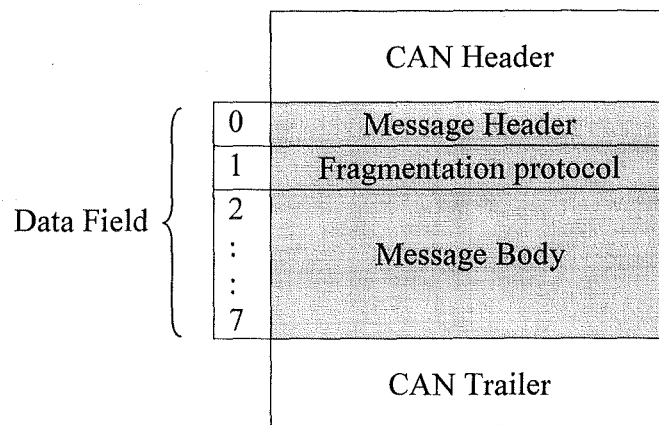 CAN Header
0 Message Header
1 Fragmentation protocol
2
Data Field
:
Message Body
:
7
CAN Trailer